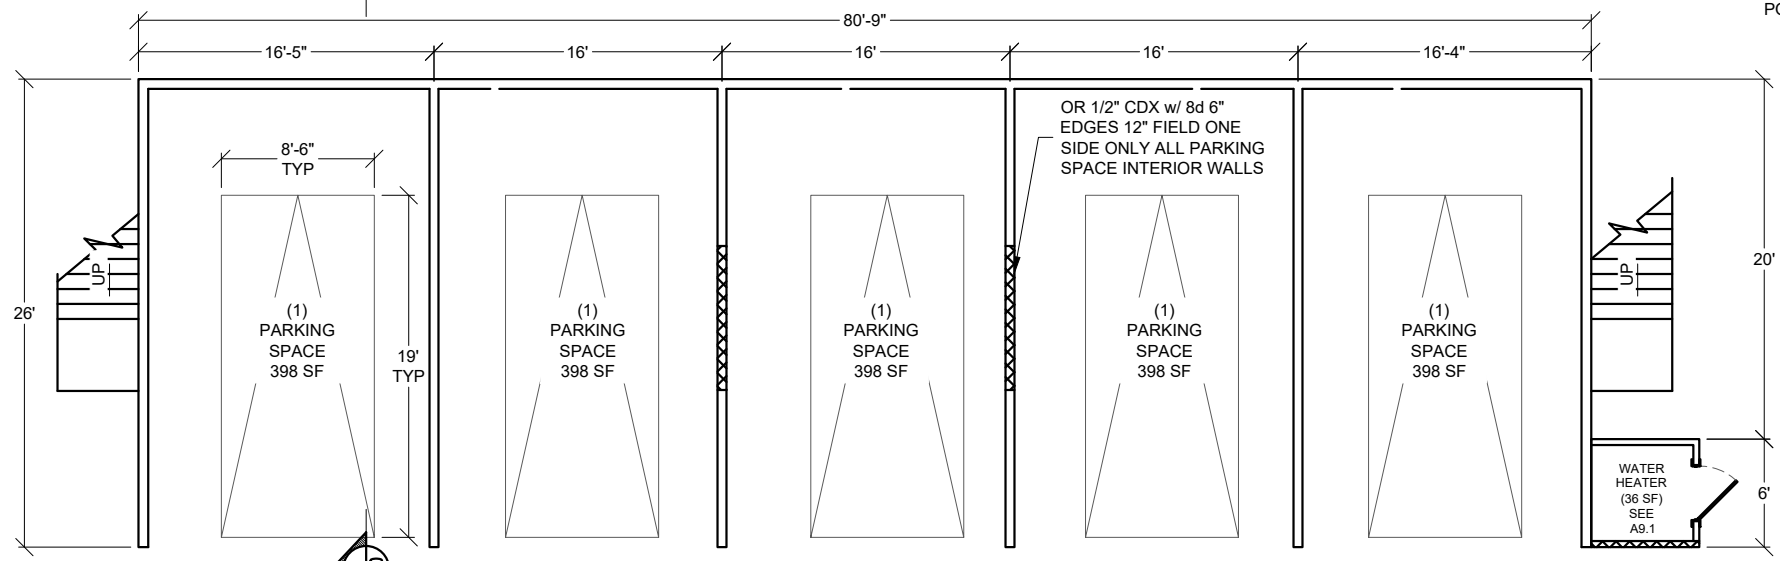 PO
80'-9"
16'-5"
16'
16'
16'
16'-4"
OR 1/2" CDX w/ 8d 6"
EDGES 12" FIELD ONE
SIDE ONLY ALL PARKING
SPACE INTERIOR WALLS
8'-6"
TYP
UP
UP
20'
26'
(1)
PARKING
SPACE
398 SF
(1)
PARKING
SPACE
398 SF
(1)
PARKING
SPACE
398 SF
(1)
PARKING
SPACE
398 SF
(1)
PARKING
SPACE
398 SF
19'
TYP
WATER
HEATER
(36 SF)
SEE
A9.1
6'